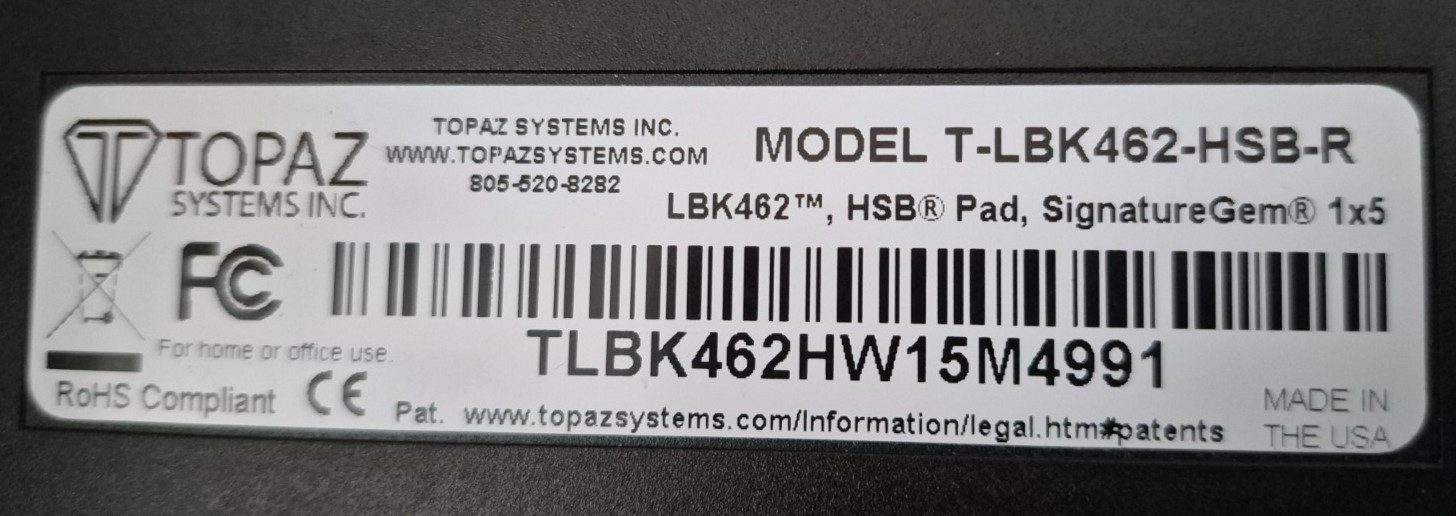 TOPAZ
SYSTEMS INC.
TOPAZ SYSTEMS INC.
WWW.TOPAZSYSTEMS.COM
805-520-8282
MODEL T-LBK462-HSB-R
LBK462™, HSB® Pad, SignatureGem® 1x5
FC
TLBK462HW15M4991
For home or office use.
RoHS Compliant CE
Pat. www.topazsystems.com/Information/legal.htm#patents
MADE IN
THE USA